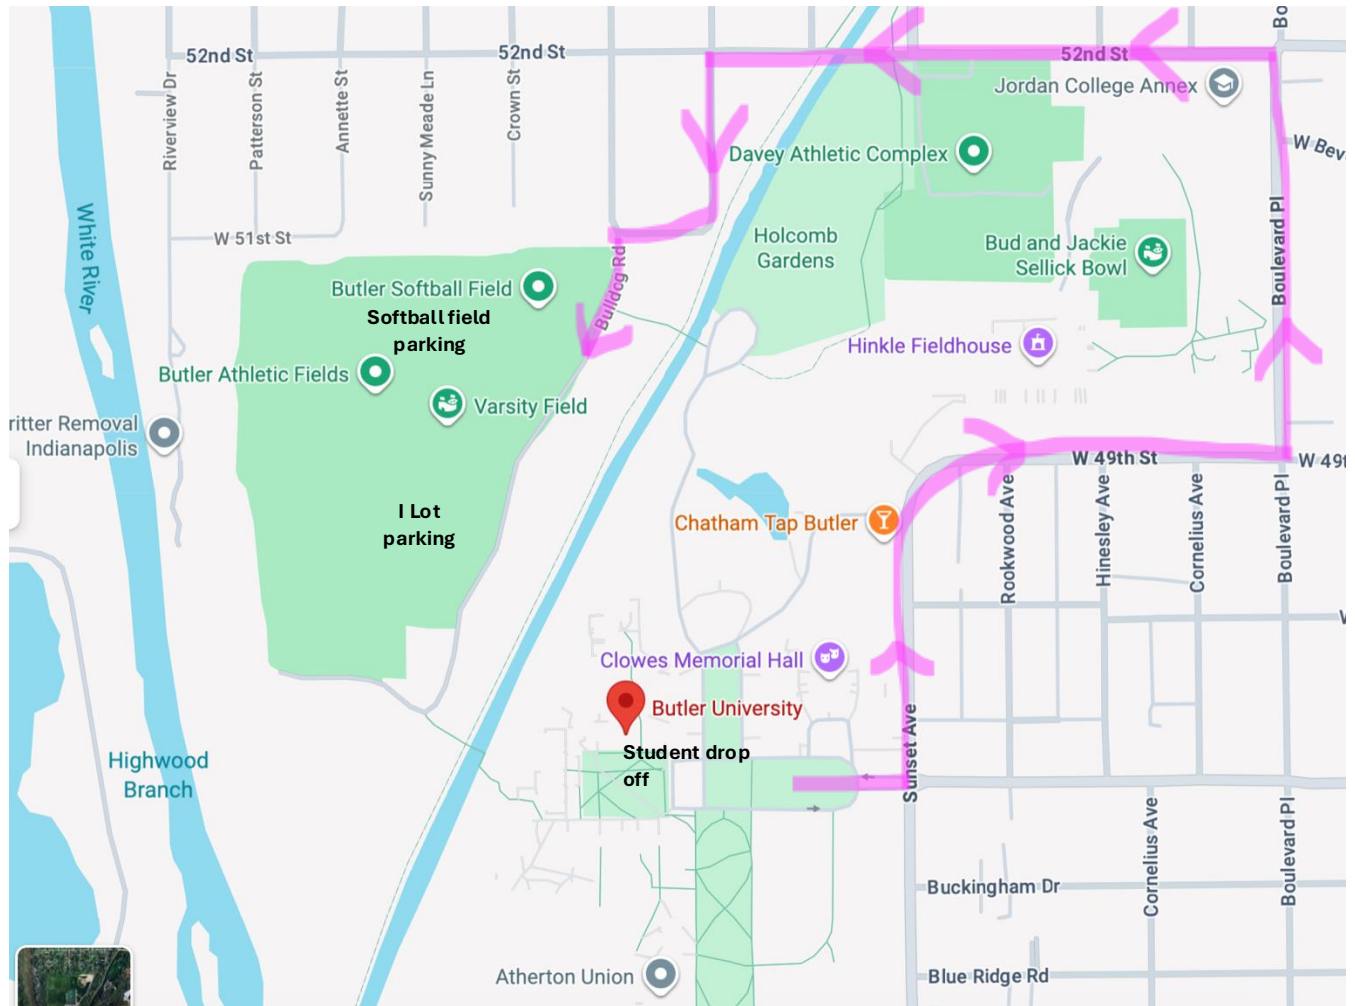 Bo
52nd St
52nd St
52nd St
Jordan College Annex
Riverview Dr
Patterson St
Annette St
Sunny Meade Ln
Crown St
Davey Athletic Complex
W Bev
W 51st St
White River
Holcomb
Gardens
Bud and Jackie
Sellick Bowl
Boulevard Pl
Butler Softball Field
Bulldog Rd
Softball field
parking
Hinkle Fieldhouse
Butler Athletic Fields
Varsity Field
ritter Removal
Indianapolis
W 49th St
W 49t
I Lot
parking
Chatham Tap Butler
Rookwood Ave
Hinesley Ave
Cornelius Ave
Boulevard Pl
Clowes Memorial Hall
Butler University
Student drop
off
Sunset Ave
Highwood
Branch
Cornelius Ave
Boulevard Pl
Buckingham Dr
Atherton Union
Blue Ridge Rd